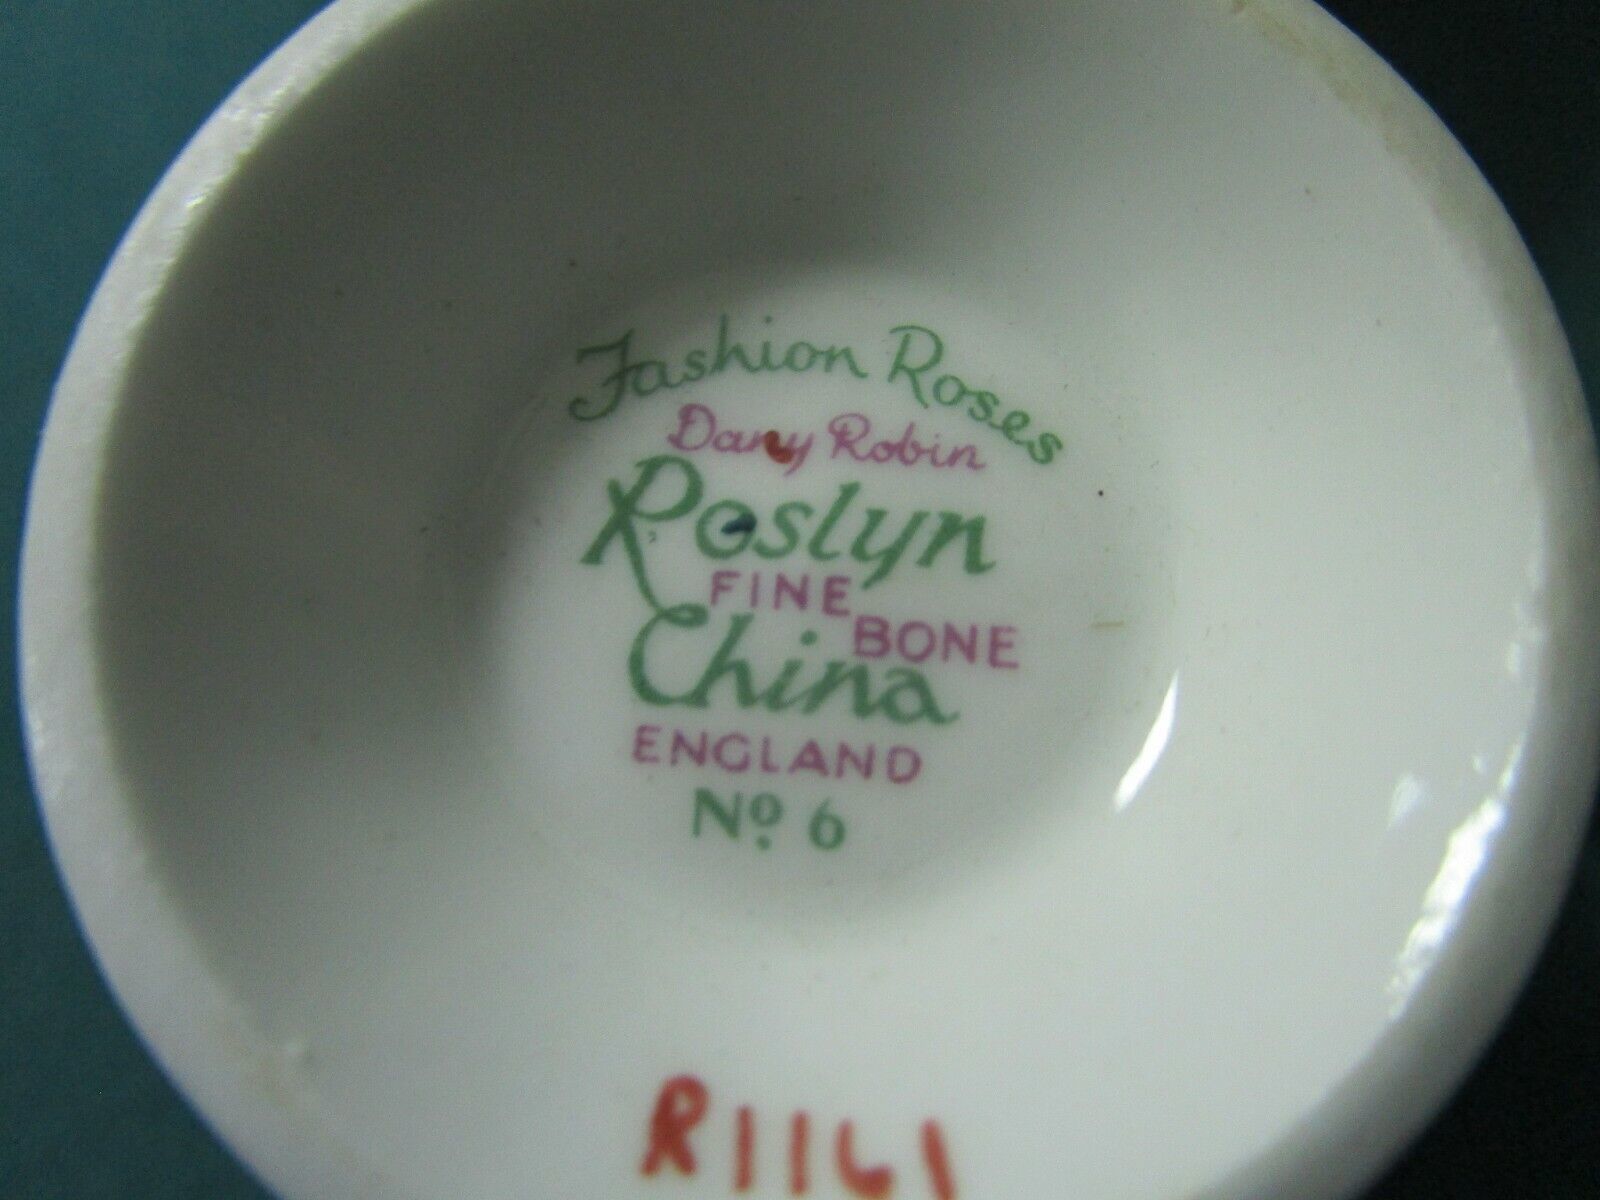 Fashion Roses
Dany Robin
Roslyn
FINE
BONE
China
ENGLAND
No. 6
R1161